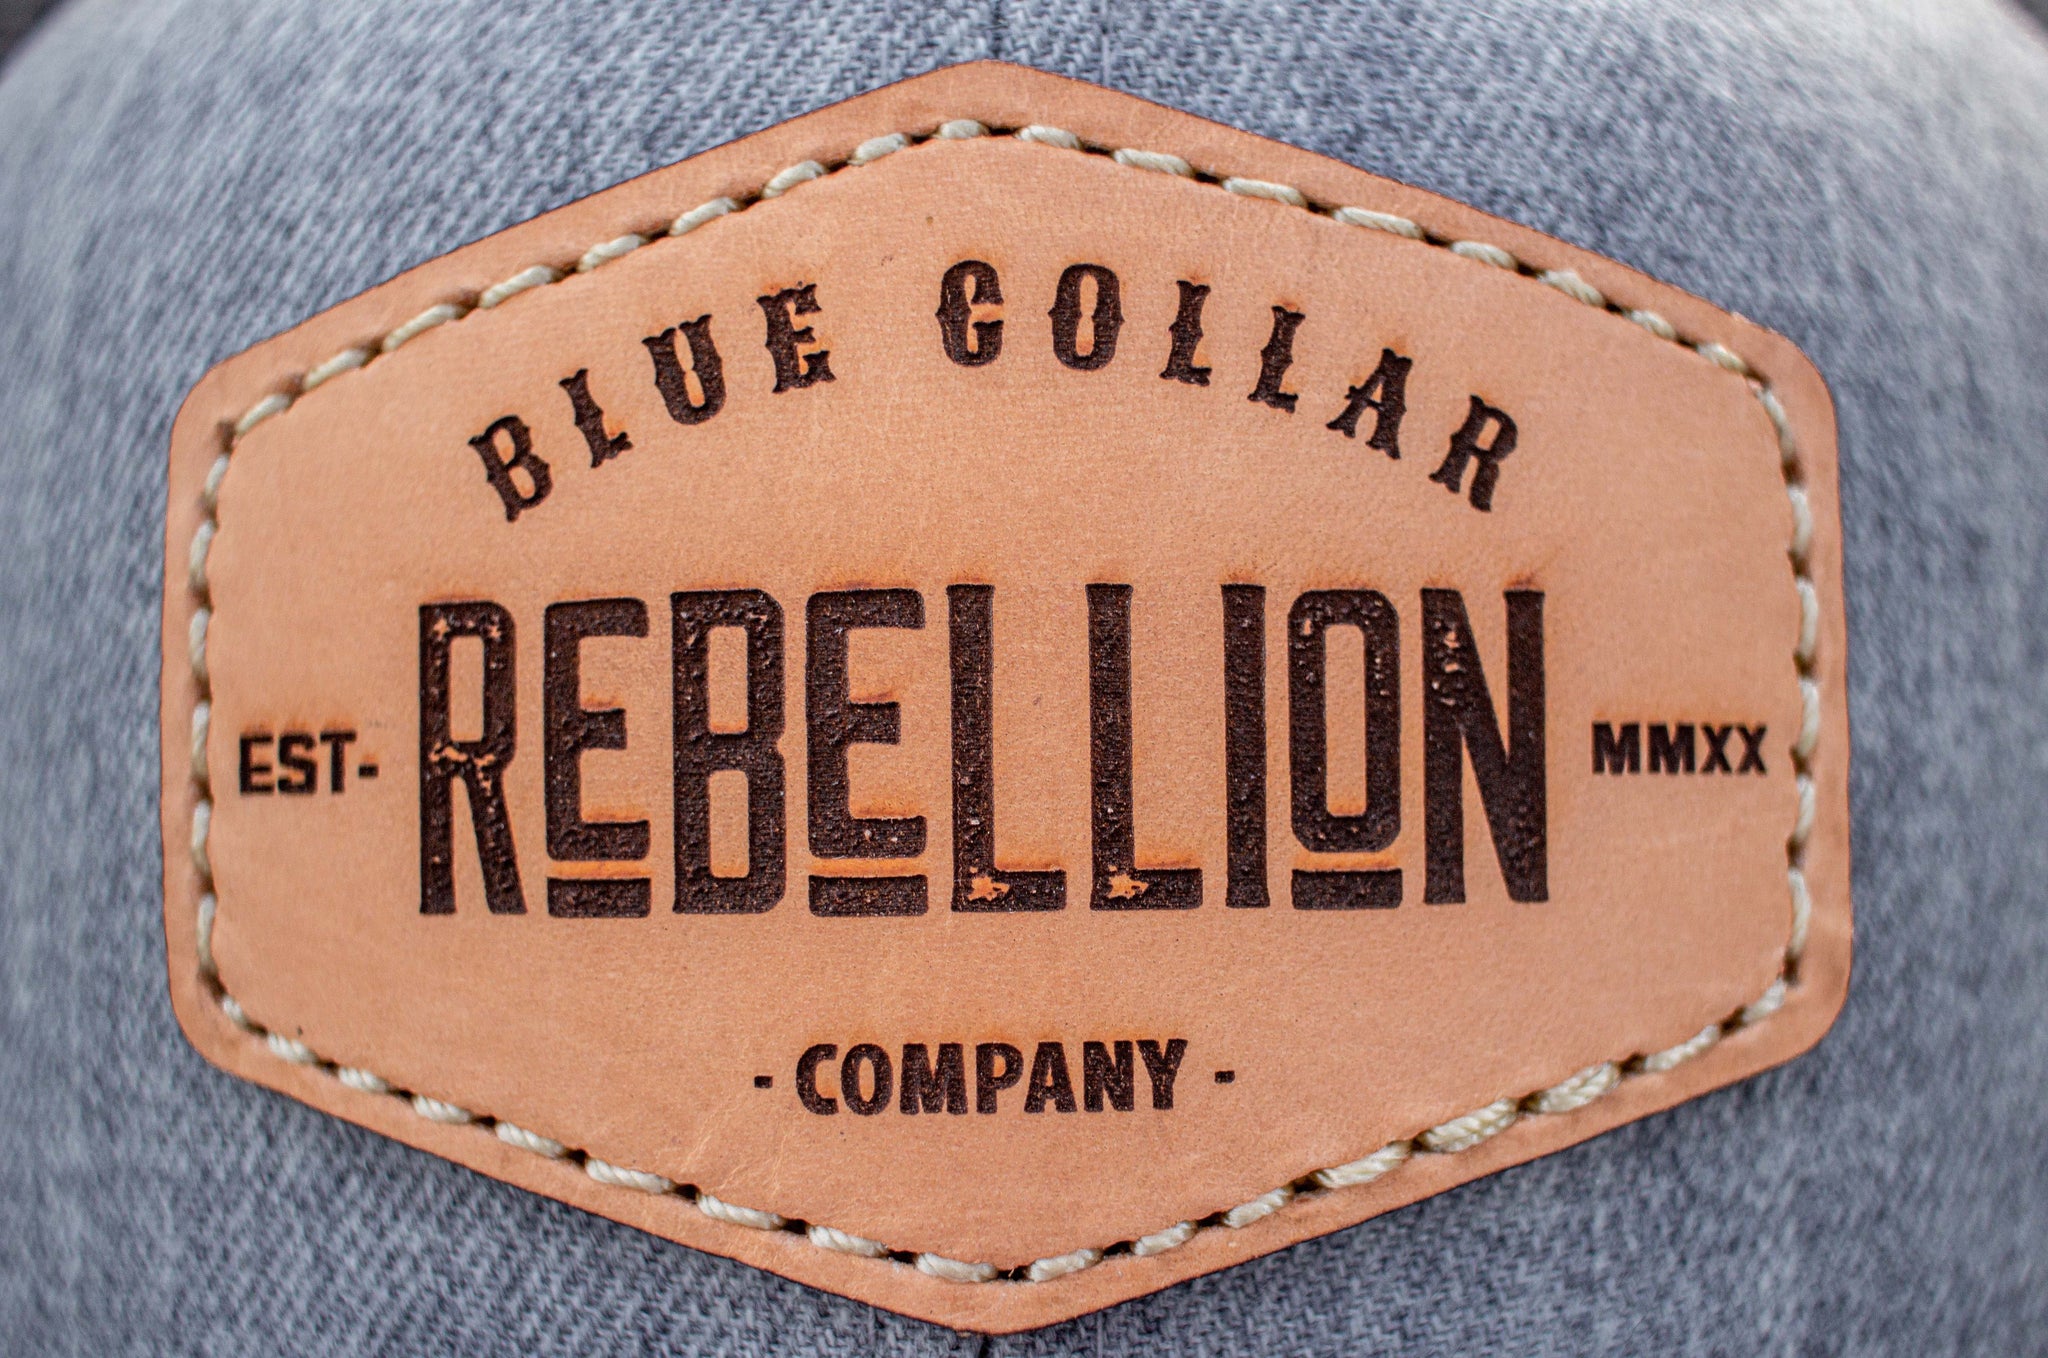 BLUE COLLAR
EST- REBELLION MMXX
- COMPANY -